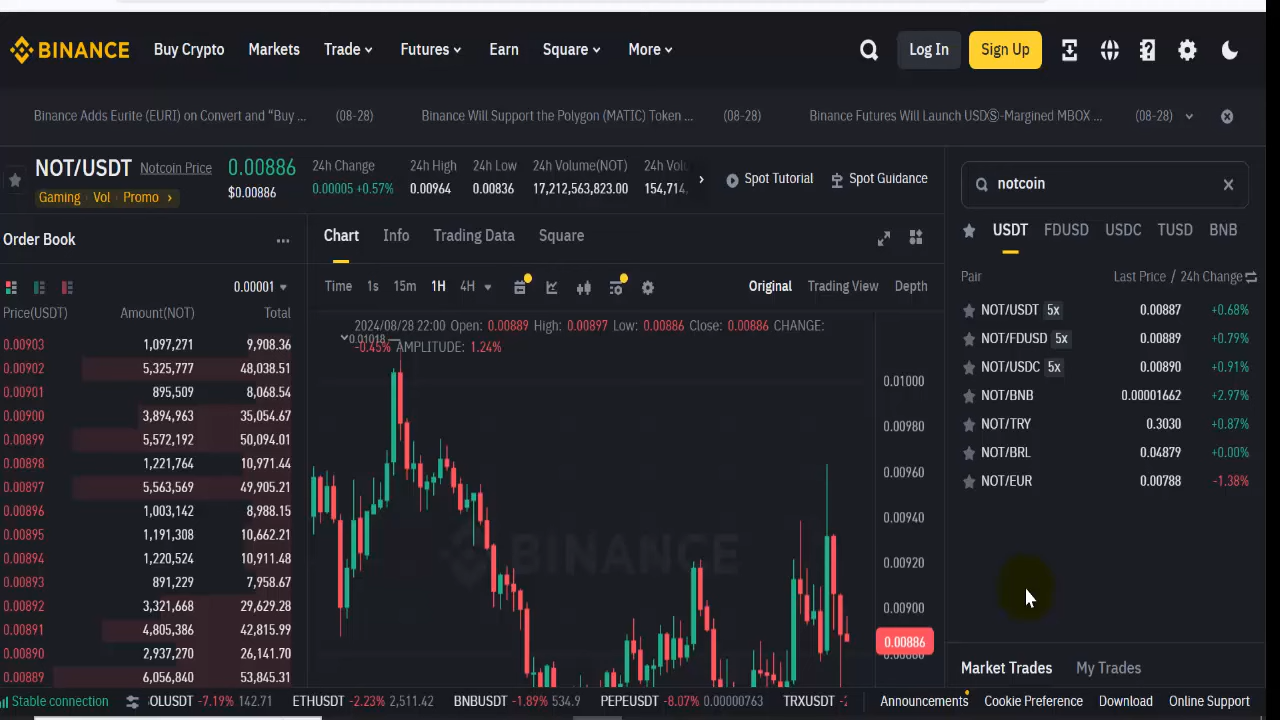 BINANCE Buy Crypto Markets Trade Futures Earn Square More Log In Sign Up
Binance Adds Eurite (EURI) on Convert and “Buy ... (08-28) Binance Will Support the Polygon (MATIC) Token ... (08-28) Binance Futures Will Launch USDⓈ-Margined MBOX ... (08-28)
NOT/USDT Notcoin Price 0.00886 24h Change 24h High 24h Low 24h Volume(NOT) 24h Volu
$0.00886 0.00005 +0.57% 0.00964 0.00836 17,212,563,823.00 154,714. Spot Tutorial Spot Guidance
Gaming Vol Promo
notcoin
Order Book ...
Chart Info Trading Data Square
USDT FDUSD USDC TUSD BNB
0.00001
Time 1s 15m 1H 4H Original Trading View Depth
Pair Last Price / 24h Change
Price(USDT) Amount(NOT) Total
2024/08/28 22:00 Open: 0.00889 High: 0.00897 Low: 0.00886 Close: 0.00886 CHANGE:
0.01018
-0.45% AMPLITUDE: 1.24%
NOT/USDT 5x 0.00887 +0.68%
NOT/FDUSD 5x 0.00889 +0.79%
NOT/USDC 5x 0.00890 +0.91%
NOT/BNB 0.00001662 +2.97%
NOT/TRY 0.3030 +0.87%
NOT/BRL 0.04879 +0.00%
NOT/EUR 0.00788 -1.38%
0.00903 1,097,271 9,908.36
0.00902 5,325,777 48,038.51
0.00901 895,509 8,068.54
0.00900 3,894,963 35,054.67
0.00899 5,572,192 50,094.01
0.00898 1,221,764 10,971.44
0.00897 5,563,569 49,905.21
0.00896 1,003,142 8,988.15
0.00895 1,191,308 10,662.21
0.00894 1,220,524 10,911.48
0.00893 891,229 7,958.67
0.00892 3,321,668 29,629.28
0.00891 4,805,386 42,815.99
0.00890 2,937,270 26,141.70
0.00889 6,056,840 53,845.31
0.01000
0.00980
0.00960
0.00940
0.00920
0.00900
0.00886
BINANCE
Market Trades My Trades
Stable connection OLUSDT -7.19% 142.71 ETHUSDT -2.23% 2,511.42 BNBUSDT -1.89% 534.9 PEPEUSDT -8.07% 0.00000763 TRXUSDT -2 Announcements Cookie Preference Download Online Support